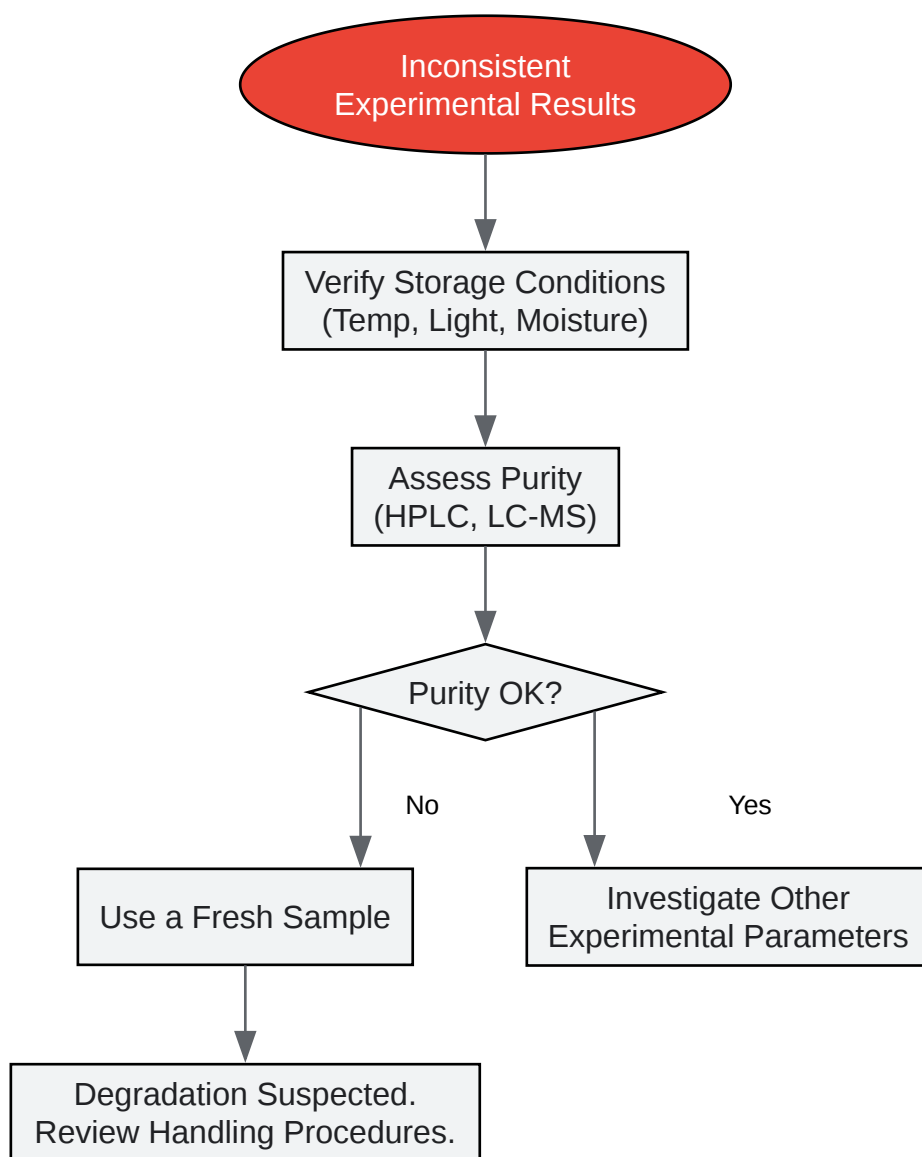 Inconsistent
Experimental Results
Verify Storage Conditions
(Temp, Light, Moisture)
Assess Purity
(HPLC, LC-MS)
Purity OK?
No
Yes
Use a Fresh Sample
Investigate Other
Experimental Parameters
Degradation Suspected.
Review Handling Procedures.